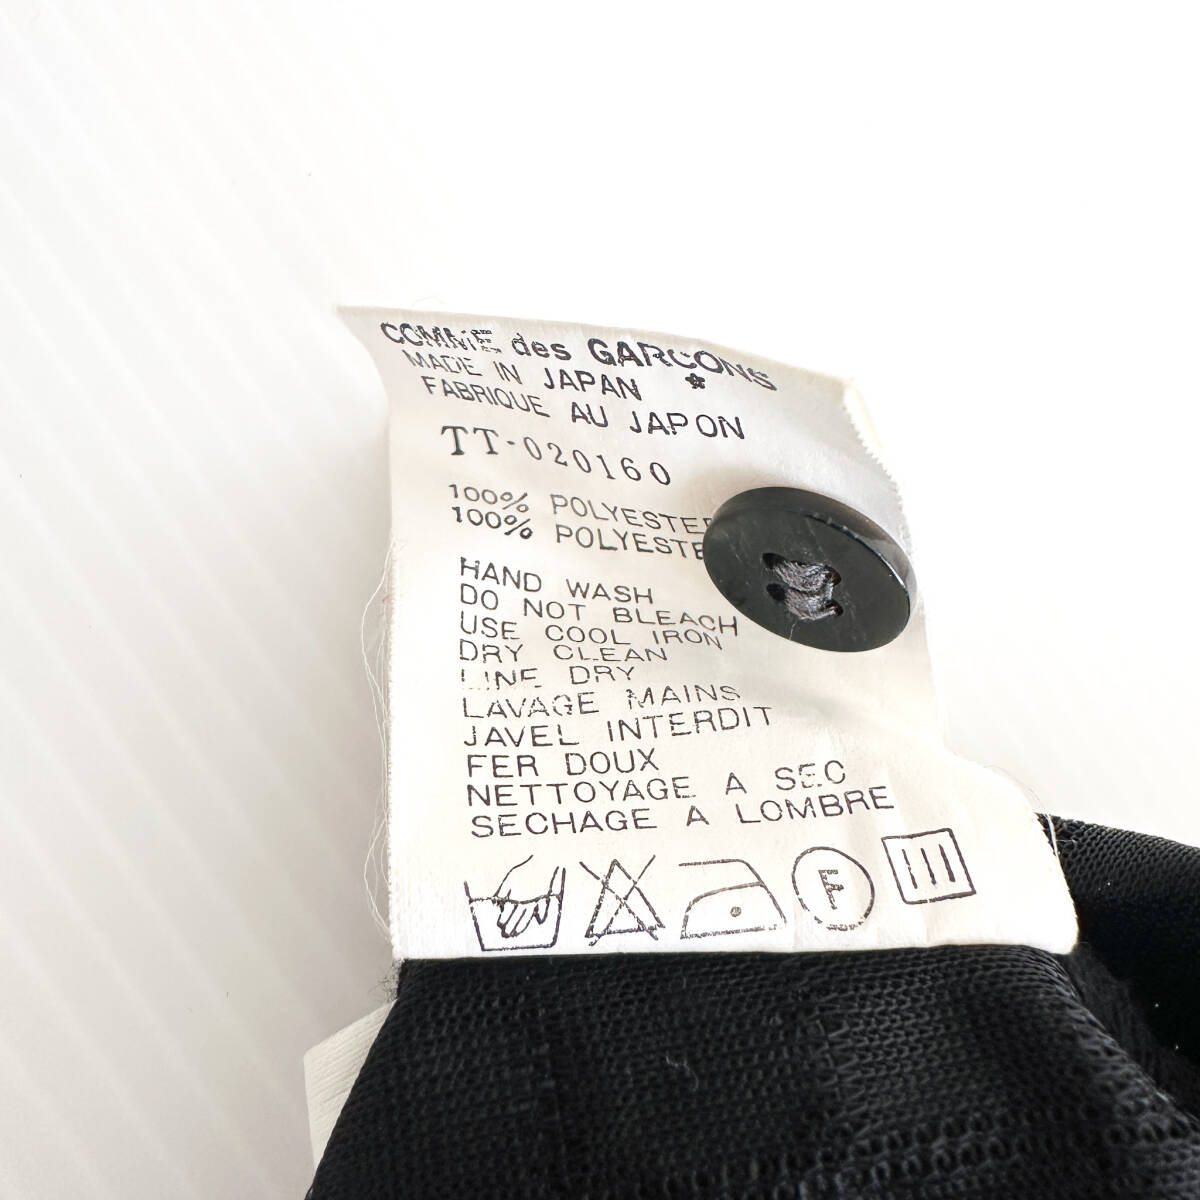 COMME des GARCONS
MADE IN JAPAN
FABRIQUE AU JAPON
TT-020160
100% POLYESTER
100% POLYESTE
HAND WASH
DO NOT BLEACH
USE COOL IRON
DRY CLEAN
LINE DRY
LAVAGE MAINS
JAVEL INTERDIT
FER DOUX
NETTOYAGE A SEC
SECHAGE A LOMBRE
F